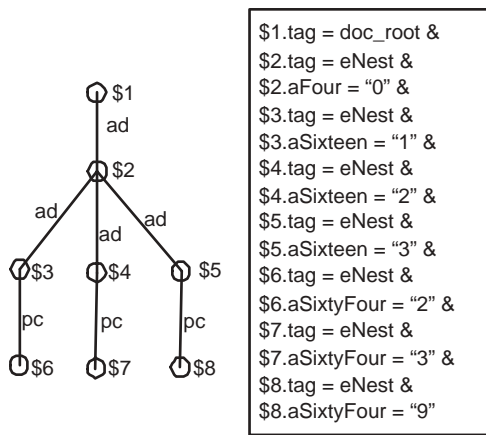 $1
ad
$2
ad
ad
ad
$3
$4
$5
pc
pc
pc
$6
$7
$8
$1.tag = doc_root &
$2.tag = eNest &
$2.aFour = “0” &
$3.tag = eNest &
$3.aSixteen = “1” &
$4.tag = eNest &
$4.aSixteen = “2” &
$5.tag = eNest &
$5.aSixteen = “3” &
$6.tag = eNest &
$6.aSixtyFour = “2” &
$7.tag = eNest &
$7.aSixtyFour = “3” &
$8.tag = eNest &
$8.aSixtyFour = “9”